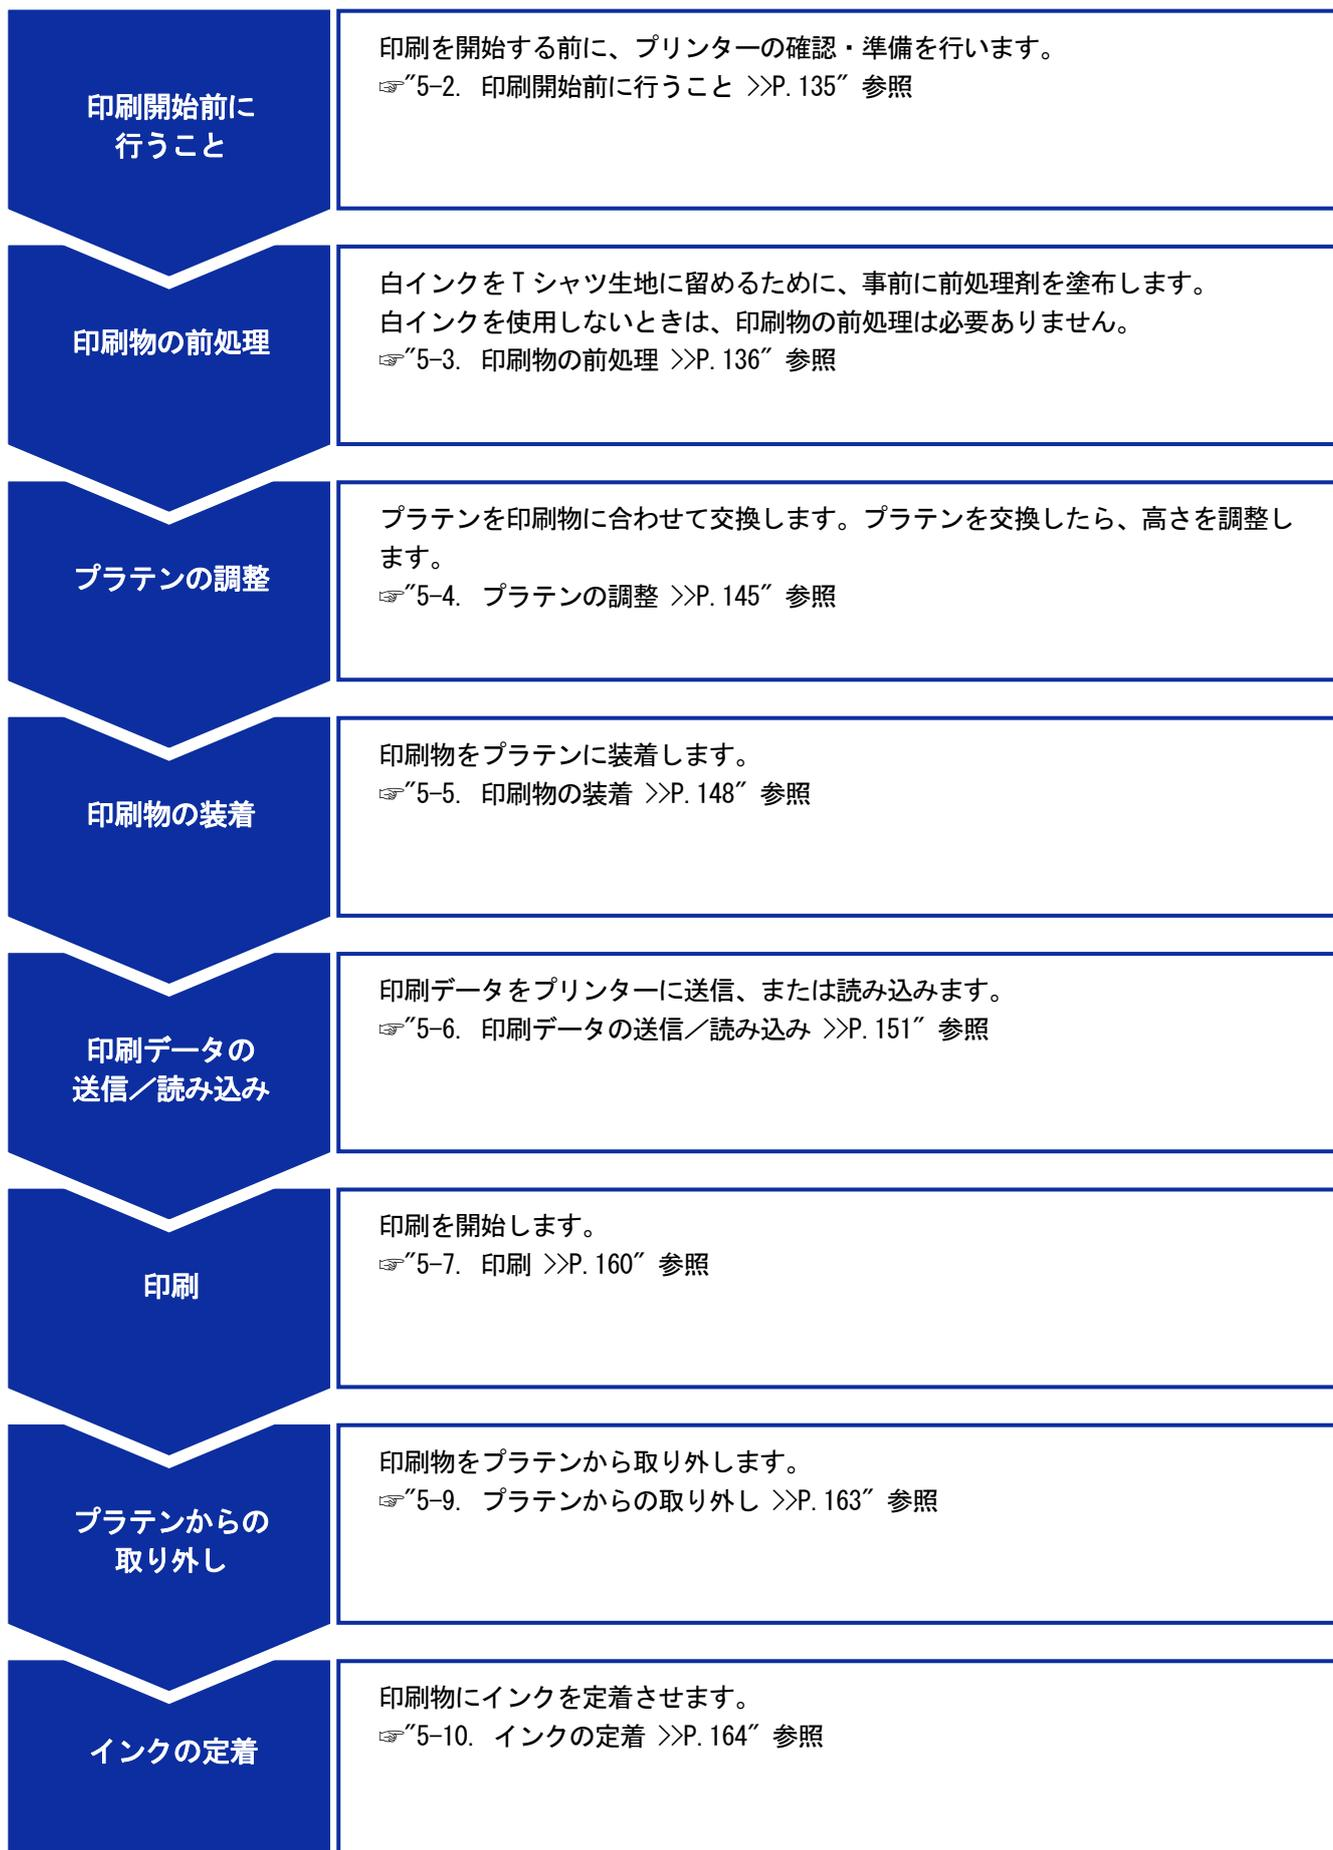 印刷開始前に
行うこと
印刷を開始する前に、プリンターの確認・準備を行います。
☞"5-2. 印刷開始前に行うこと >>P.135" 参照
印刷物の前処理
白インクをTシャツ生地に留めるために、事前に前処理剤を塗布します。
白インクを使用しないときは、印刷物の前処理は必要ありません。
☞"5-3. 印刷物の前処理 >>P.136" 参照
プラテンの調整
プラテンを印刷物に合わせて交換します。プラテンを交換したら、高さを調整し
ます。
☞"5-4. プラテンの調整 >>P.145" 参照
印刷物の装着
印刷物をプラテンに装着します。
☞"5-5. 印刷物の装着 >>P.148" 参照
印刷データの
送信／読み込み
印刷データをプリンターに送信、または読み込みます。
☞"5-6. 印刷データの送信／読み込み >>P.151" 参照
印刷
印刷を開始します。
☞"5-7. 印刷 >>P.160" 参照
プラテンからの
取り外し
印刷物をプラテンから取り外します。
☞"5-9. プラテンからの取り外し >>P.163" 参照
インクの定着
印刷物にインクを定着させます。
☞"5-10. インクの定着 >>P.164" 参照